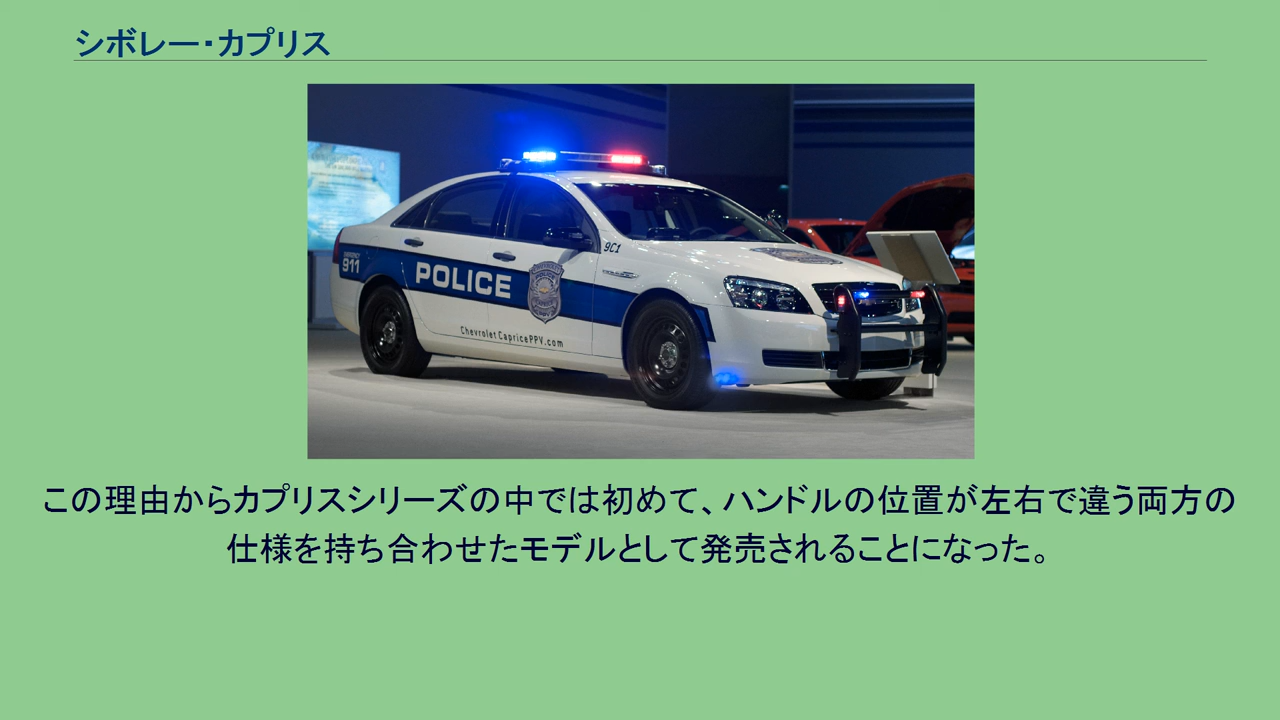 シボレー・カプリス
9C1
EMERGENCY
911
POLICE
ChevroletCapricePPV.com
この理由からカプリスシリーズの中では初めて、ハンドルの位置が左右で違う両方の
仕様を持ち合わせたモデルとして発売されることになった。